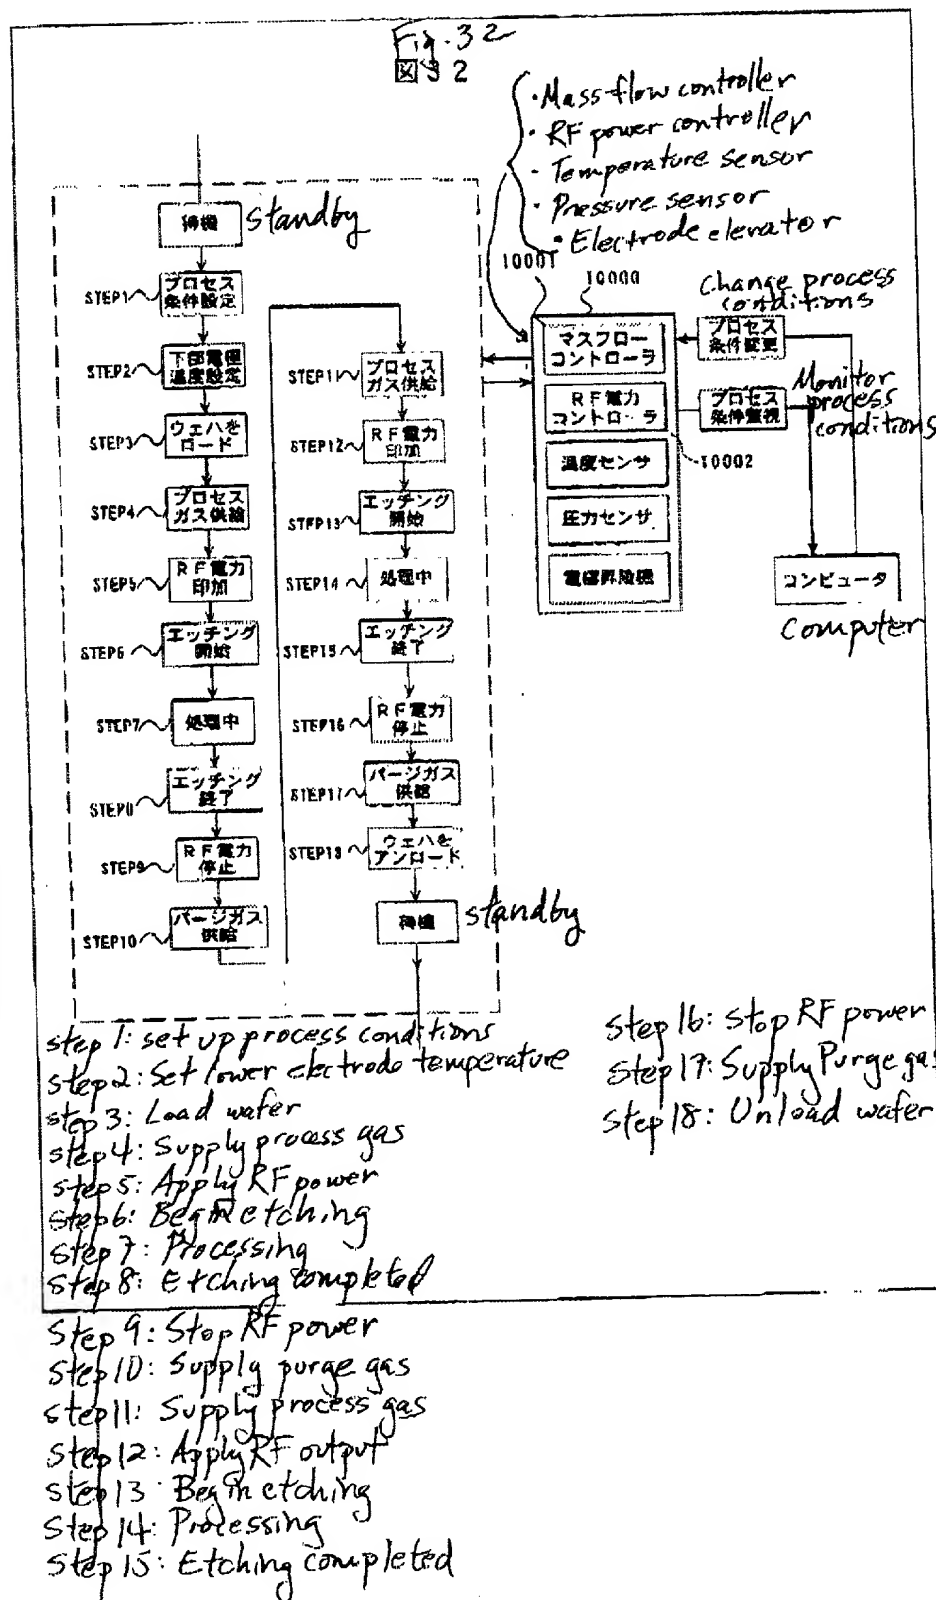 Fig. 32
図32
・Mass flow controller
・RF power controller
・Temperature sensor
・Pressure sensor
・Electrode elevator
待機
standby
STEP1
プロセス
条件設定
STEP2
下部電極
温度設定
STEP3
ウェハを
ロード
STEP4
プロセス
ガス供給
STEP5
RF電力
印加
STEP6
エッチング
開始
STEP7
処理中
STEP8
エッチング
終了
STEP9
RF電力
停止
STEP10
パージガス
供給
STEP11
プロセス
ガス供給
STEP12
RF電力
印加
STEP13
エッチング
開始
STEP14
処理中
STEP15
エッチング
終了
STEP16
RF電力
停止
STEP17
パージガス
供給
STEP18
ウェハを
アンロード
待機
standby
10001
10000
マスフロー
コントローラ
RF電力
コントローラ
温度センサ
圧力センサ
電極昇降機
10002
Change process
conditions
プロセス
条件変更
Monitor
process
conditions
プロセス
条件監視
コンピュータ
Computer
step 1: set up process conditions
step 2: Set lower electrode temperature
step 3: Load wafer
step 4: Supply process gas
step 5: Apply RF power
step 6: Begin etching
step 7: Processing
step 8: Etching completed
Step 9: Stop RF power
Step 10: Supply purge gas
step 11: Supply process gas
step 12: Apply RF output
step 13: Begin etching
step 14: Processing
step 15: Etching completed
step 16: Stop RF power
step 17: Supply Purge gas
step 18: Unload wafer